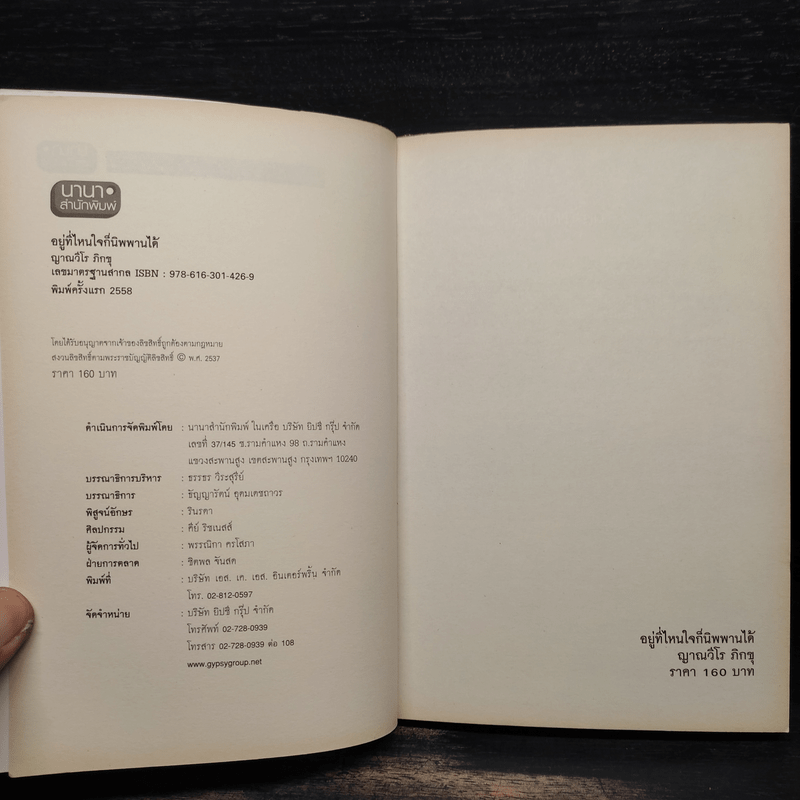 นานา
สำนักพิมพ์
อยู่ที่ไหนใจก็นิพพานได้
ญาณวีโร ภิกขุ
เลขมาตรฐานสากล ISBN : 978-616-301-426-9
พิมพ์ครั้งแรก 2558
โดยได้รับอนุญาตจากเจ้าของลิขสิทธิ์ถูกต้องตามกฎหมาย
สงวนลิขสิทธิ์ตามพระราชบัญญัติลิขสิทธิ์ © พ.ศ. 2537
ราคา 160 บาท
ดำเนินการจัดพิมพ์โดย : นานาสำนักพิมพ์ ในเครือ บริษัท ยิปซี กรุ๊ป จำกัด
เลขที่ 37/145 ซ.รามคำแหง 98 ถ.รามคำแหง
แขวงสะพานสูง เขตสะพานสูง กรุงเทพฯ 10240
บรรณาธิการบริหาร : ธรรธร วีระสุรีย์
บรรณาธิการ : ธัญญารัตน์ อุดมเดชถาวร
พิสูจน์อักษร : รินรดา
ศิลปกรรม : คีย์ ริชเนสส์
ผู้จัดการทั่วไป : พรรณิกา ครโสภา
ฝ่ายการตลาด : ชิตพล จันสด
พิมพ์ที่ : บริษัท เอส. เค. เอส. อินเตอร์พริ้น จำกัด
โทร. 02-812-0597
จัดจำหน่าย : บริษัท ยิปซี กรุ๊ป จำกัด
โทรศัพท์ 02-728-0939
โทรสาร 02-728-0939 ต่อ 108
www.gypsygroup.net
อยู่ที่ไหนใจก็นิพพานได้
ญาณวีโร ภิกขุ
ราคา 160 บาท